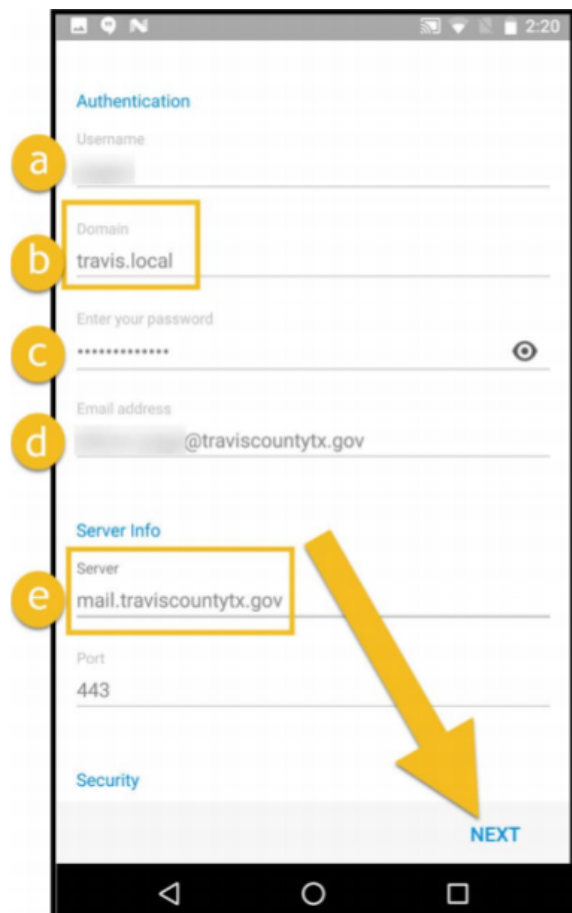 2:20
Authentication
Username
a
Domain
b
travis.local
Enter your password
c
•••••••••••••
Email address
d
@traviscountytx.gov
Server Info
Server
e
mail.traviscountytx.gov
Port
443
Security
NEXT